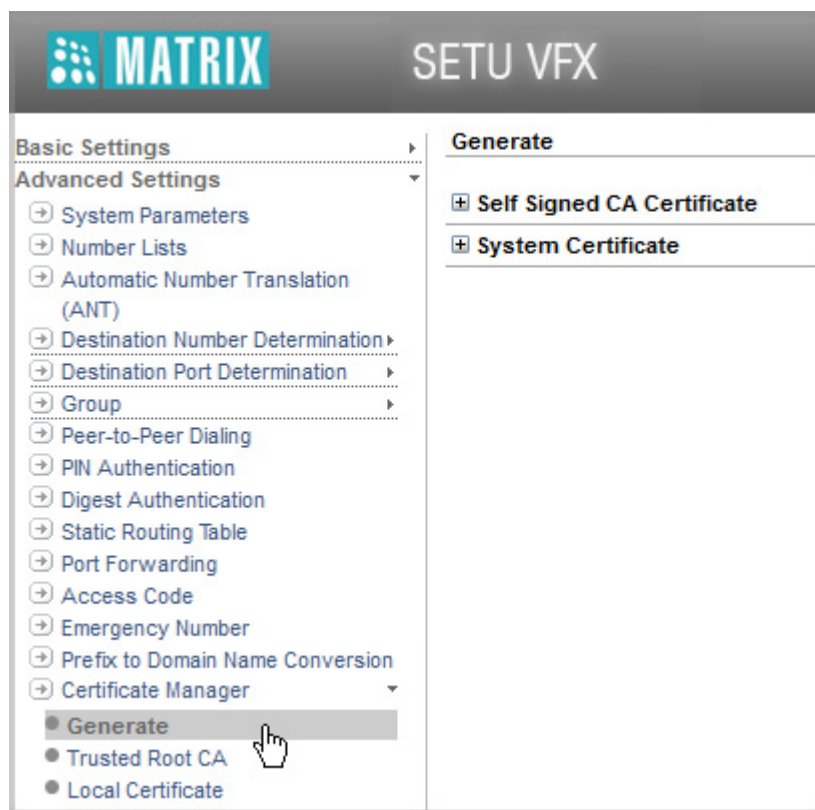 MATRIX
SETU VFX
Basic Settings
Advanced Settings
System Parameters
Number Lists
Automatic Number Translation
(ANT)
Destination Number Determination
Destination Port Determination
Group
Peer-to-Peer Dialing
PIN Authentication
Digest Authentication
Static Routing Table
Port Forwarding
Access Code
Emergency Number
Prefix to Domain Name Conversion
Certificate Manager
Generate
Trusted Root CA
Local Certificate
Generate
Self Signed CA Certificate
System Certificate